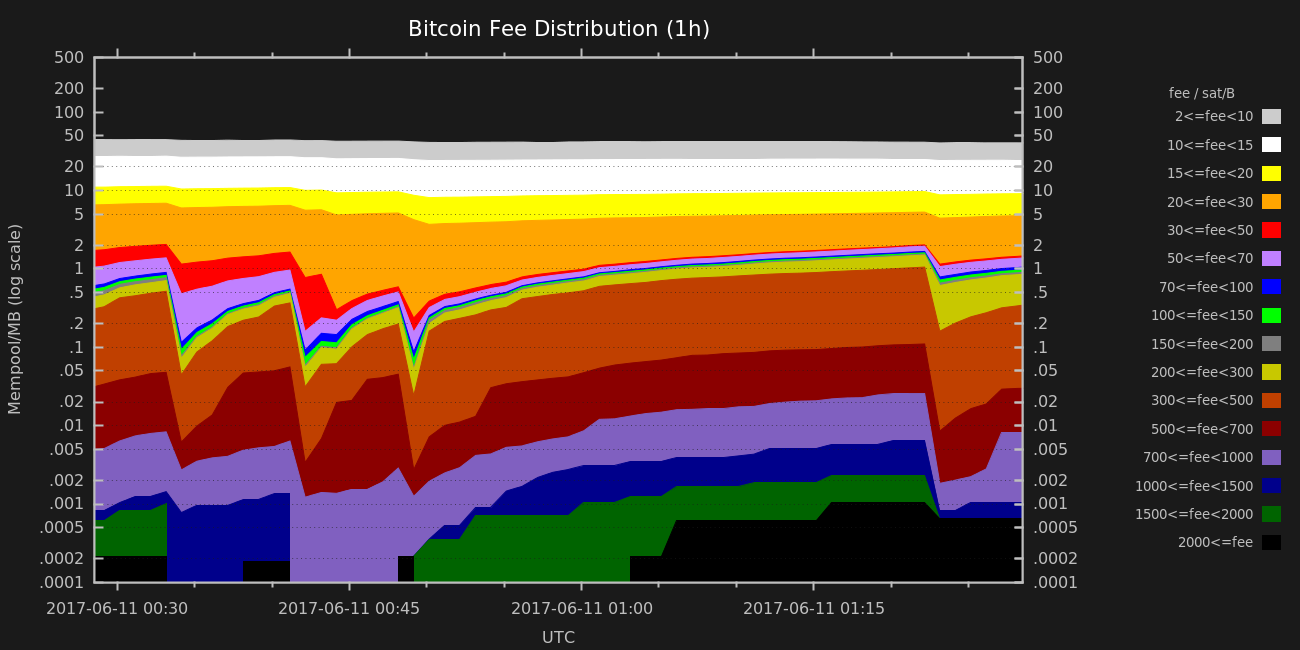 Bitcoin Fee Distribution (1h)
500 500
200 200
100 100
50 50
20 20
10 10
5 5
2 2
1 1
.5 .5
.2 .2
.1 .1
.05 .05
.02 .02
.01 .01
.005 .005
.002 .002
.001 .001
.0005 .0005
.0002 .0002
.0001 .0001
Mempool/MB (log scale)
2017-06-11 00:30 2017-06-11 00:45 2017-06-11 01:00 2017-06-11 01:15
UTC
fee / sat/B
2<=fee<10
10<=fee<15
15<=fee<20
20<=fee<30
30<=fee<50
50<=fee<70
70<=fee<100
100<=fee<150
150<=fee<200
200<=fee<300
300<=fee<500
500<=fee<700
700<=fee<1000
1000<=fee<1500
1500<=fee<2000
2000<=fee